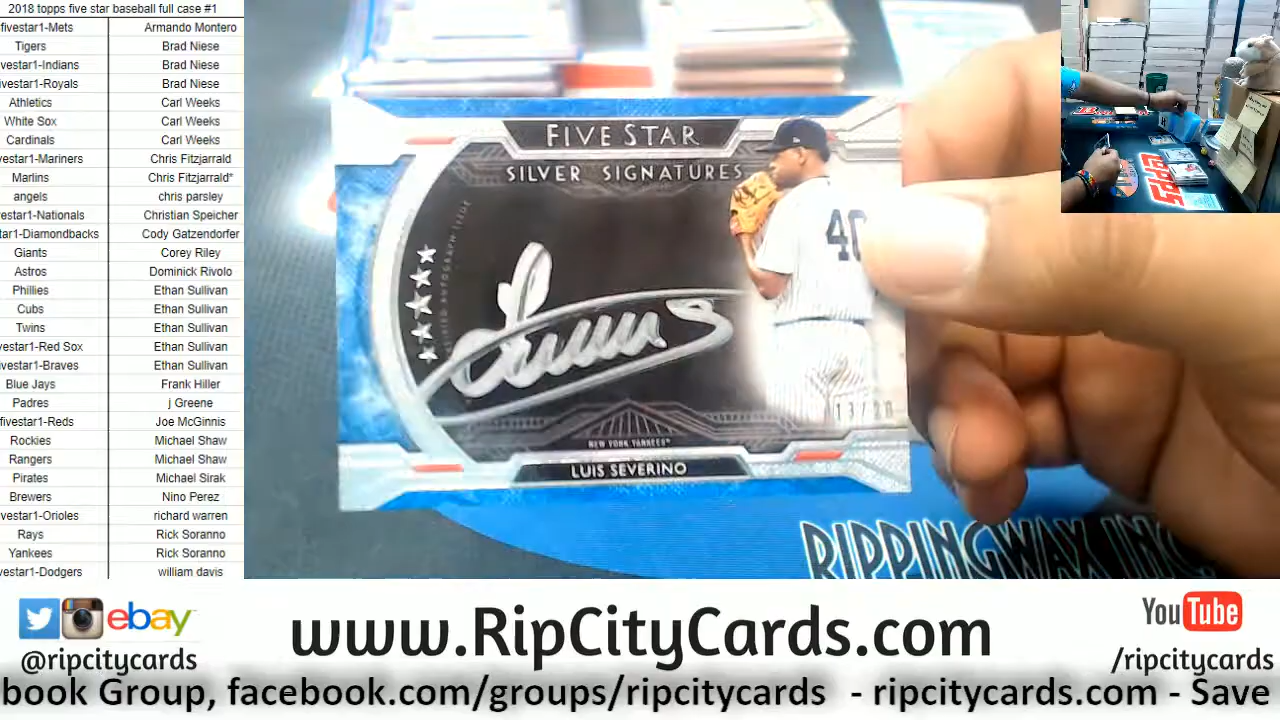 2018 topps five star baseball full case #1
fivestar1-Mets Armando Montero
Tigers Brad Niese
vestar1-Indians Brad Niese
vestar1-Royals Brad Niese
Athletics Carl Weeks
White Sox Carl Weeks
Cardinals Carl Weeks
vestar1-Mariners Chris Fitzjarrald
Marlins Chris Fitzjarrald*
angels chris parsley
vestar1-Nationals Christian Speicher
tar1-Diamondbacks Cody Gatzendorfer
Giants Corey Riley
Astros Dominick Rivolo
Phillies Ethan Sullivan
Cubs Ethan Sullivan
Twins Ethan Sullivan
vestar1-Red Sox Ethan Sullivan
vestar1-Braves Ethan Sullivan
Blue Jays Frank Hiller
Padres j Greene
fivestar1-Reds Joe McGinnis
Rockies Michael Shaw
Rangers Michael Shaw
Pirates Michael Sirak
Brewers Nino Perez
vestar1-Orioles richard warren
Rays Rick Soranno
Yankees Rick Soranno
vestar1-Dodgers william davis
FIVE STAR
SILVER SIGNATURES
40
13/20
NEW YORK YANKEES
LUIS SEVERINO
RIPPINGWAX INC
topps
ebay
@ripcitycards
www.RipCityCards.com
YouTube
/ripcitycards
book Group, facebook.com/groups/ripcitycards - ripcitycards.com - Save